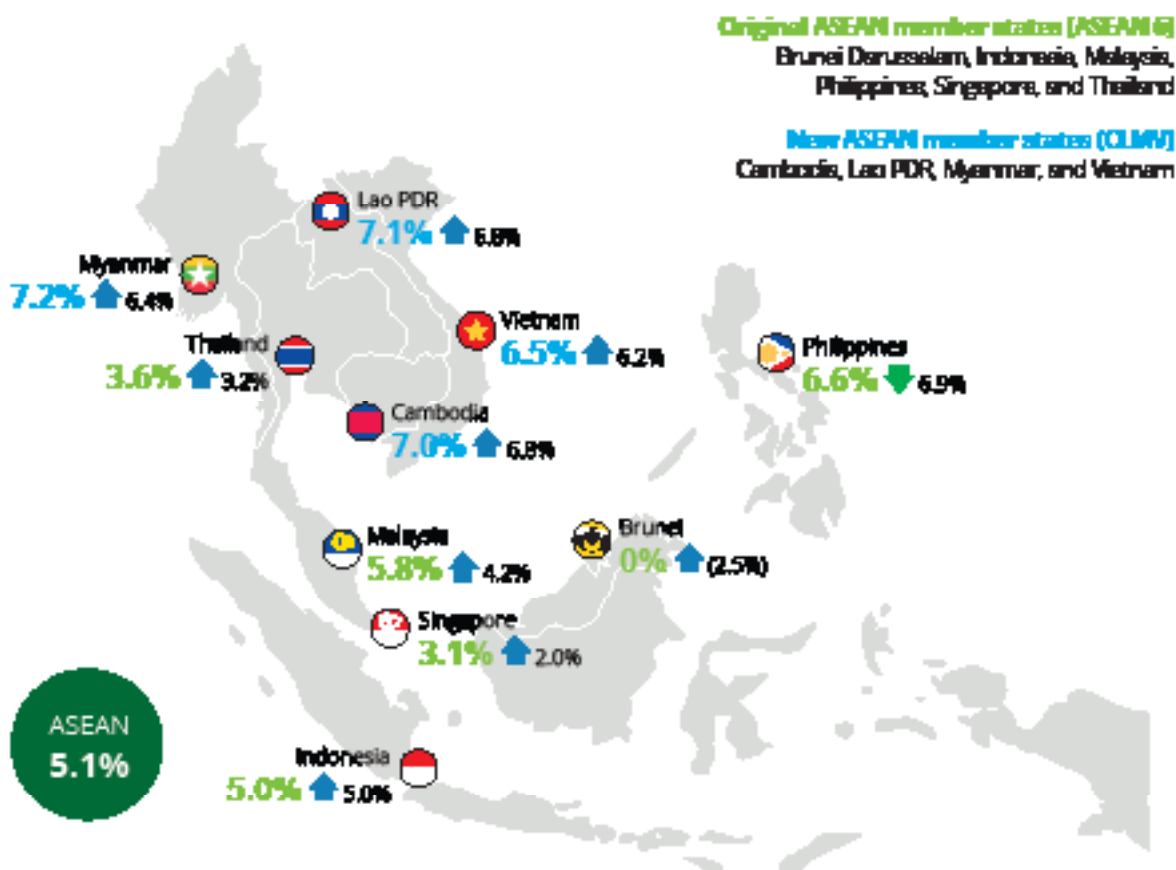 Original ASEAN member states (ASEAN 6)
Brunei Darussalam, Indonesia, Malaysia,
Philippines, Singapore, and Thailand
New ASEAN member states (CLMV)
Cambodia, Lao PDR, Myanmar, and Vietnam
Lao PDR
7.1% 6.8%
Myanmar
7.2% 6.4%
Vietnam
6.5% 6.2%
Thailand
3.6% 3.2%
Philippines
6.6% 6.9%
Cambodia
7.0%
Malaysia
5.8% 4.2%
Brunei
0% (2.5%)
Singapore
3.1% 2.0%
ASEAN
5.1%
Indonesia
5.0% 5.0%